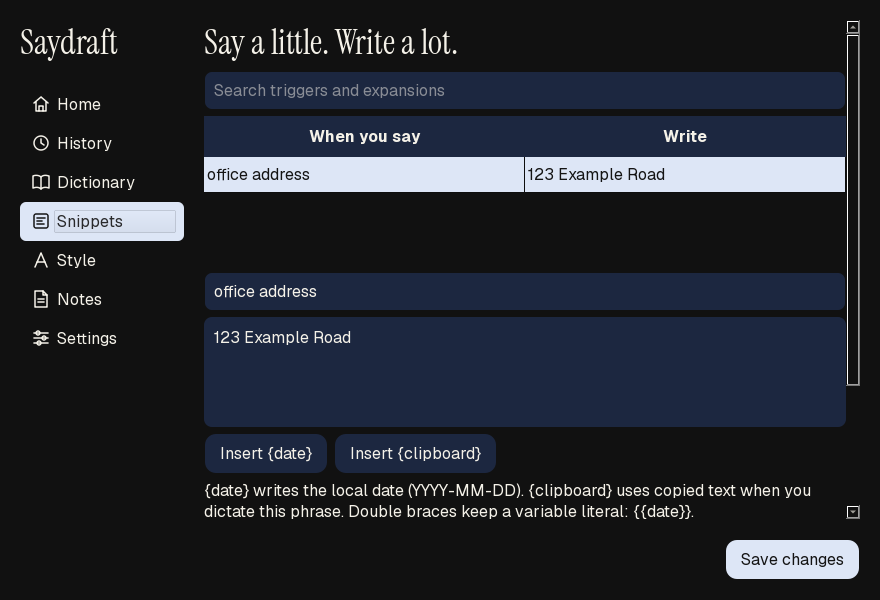 Saydraft
Home
History
Dictionary
Snippets
Style
Notes
Settings
Say a little. Write a lot.
Search triggers and expansions
When you say Write
office address 123 Example Road
office address
123 Example Road
Insert {date} Insert {clipboard}
{date} writes the local date (YYYY-MM-DD). {clipboard} uses copied text when you
dictate this phrase. Double braces keep a variable literal: {{date}}.
Save changes